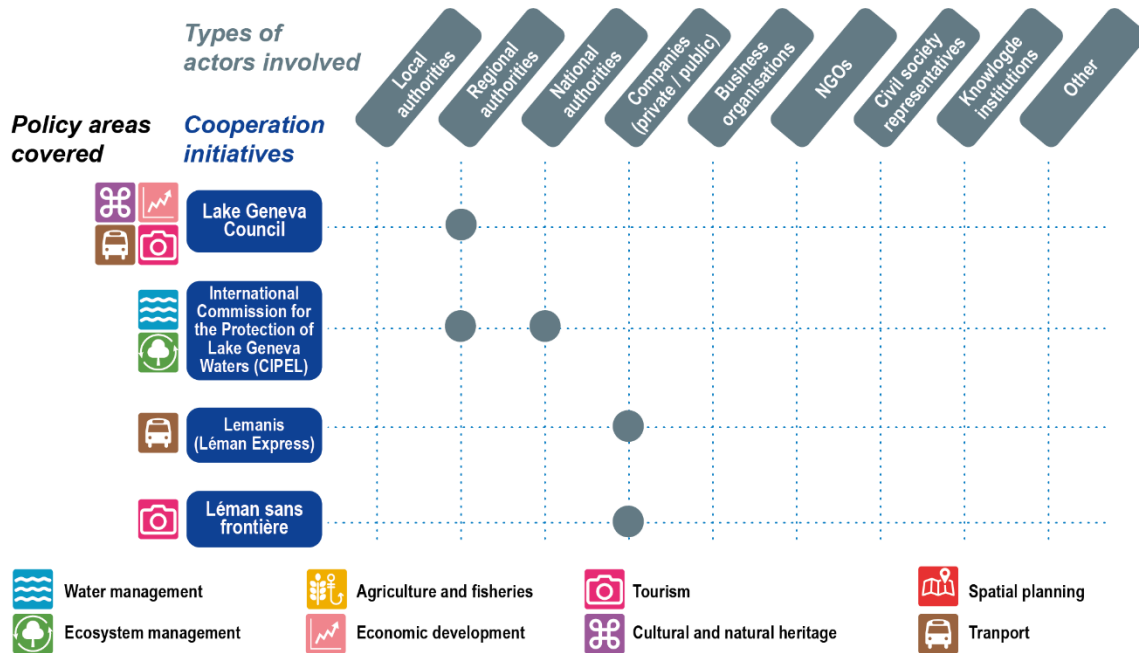 Types of
actors involved
Local
authorities
Regional
authorities
National
authorities
Companies
(private / public)
Business
organisations
NGOs
Civil society
representatives
Knowlogde
institutions
Other
Policy areas
covered
Cooperation
initiatives
Lake Geneva
Council
International
Commission for
the Protection of
Lake Geneva
Waters (CIPEL)
Lemanis
(Léman Express)
Léman sans
frontière
Water management
Agriculture and fisheries
Tourism
Spatial planning
Ecosystem management
Economic development
Cultural and natural heritage
Tranport